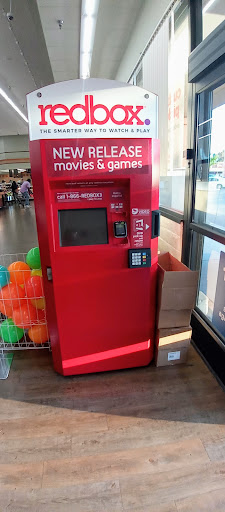 redbox.
THE SMARTER WAY TO WATCH & PLAY
NEW RELEASE
movies & games
call 1-866-REDBOX3